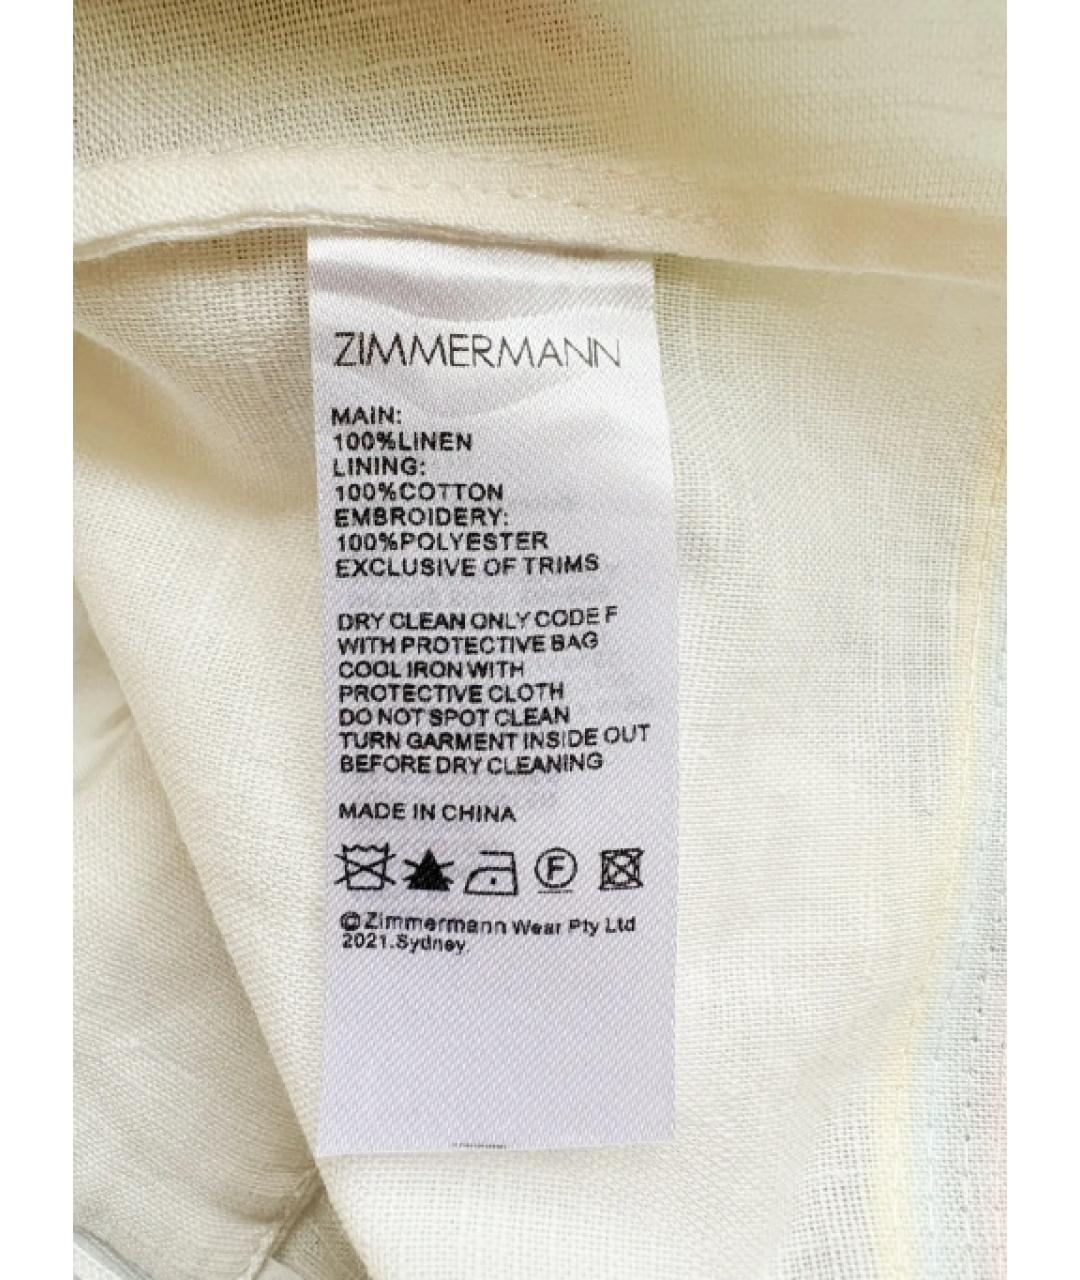 ZIMMERMANN
MAIN:
100%LINEN
LINING:
100%COTTON
EMBROIDERY:
100%POLYESTER
EXCLUSIVE OF TRIMS
DRY CLEAN ONLY CODE F
WITH PROTECTIVE BAG
COOL IRON WITH
PROTECTIVE CLOTH
DO NOT SPOT CLEAN
TURN GARMENT INSIDE OUT
BEFORE DRY CLEANING
MADE IN CHINA
F
©Zimmermann Wear Pty Ltd
2021.Sydney.